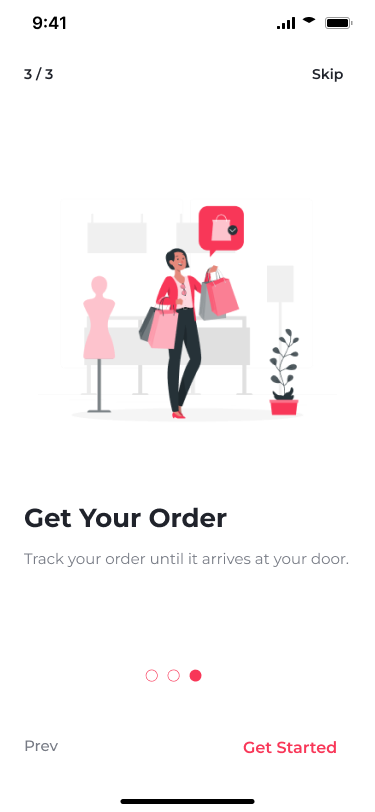 9:41
3 / 3
Skip
Get Your Order
Track your order until it arrives at your door.
Prev
Get Started